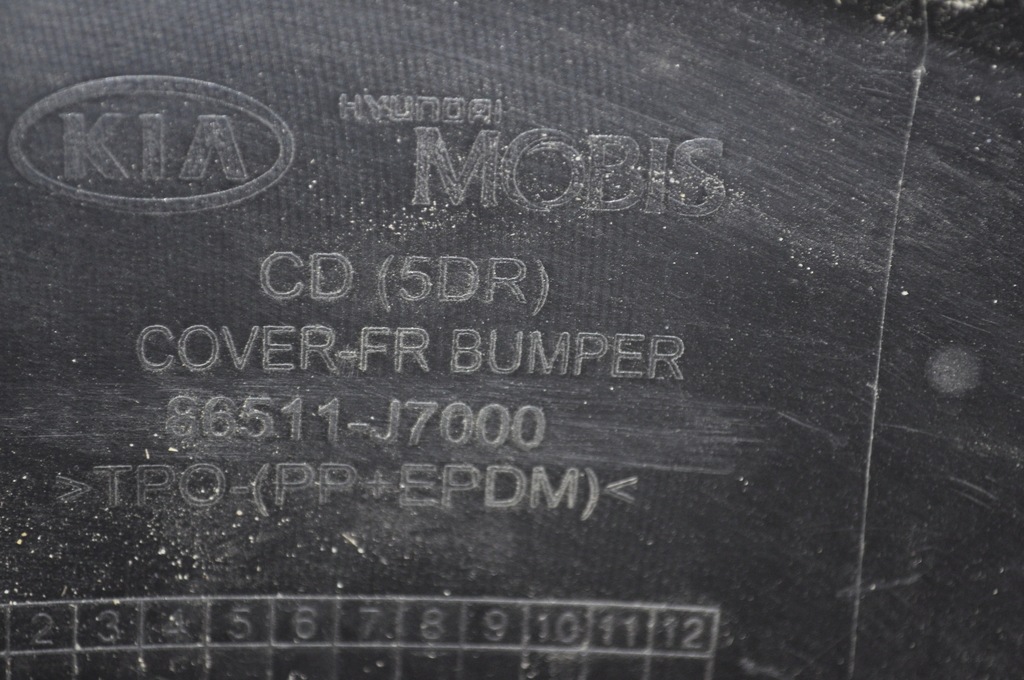 KIA
HYUNDAI
MOBIS
CD (5DR)
COVER-FR BUMPER
86511-J7000
>TPO-(PP+EPDM)<
2 3 4 5 6 7 8 9 10 11 12